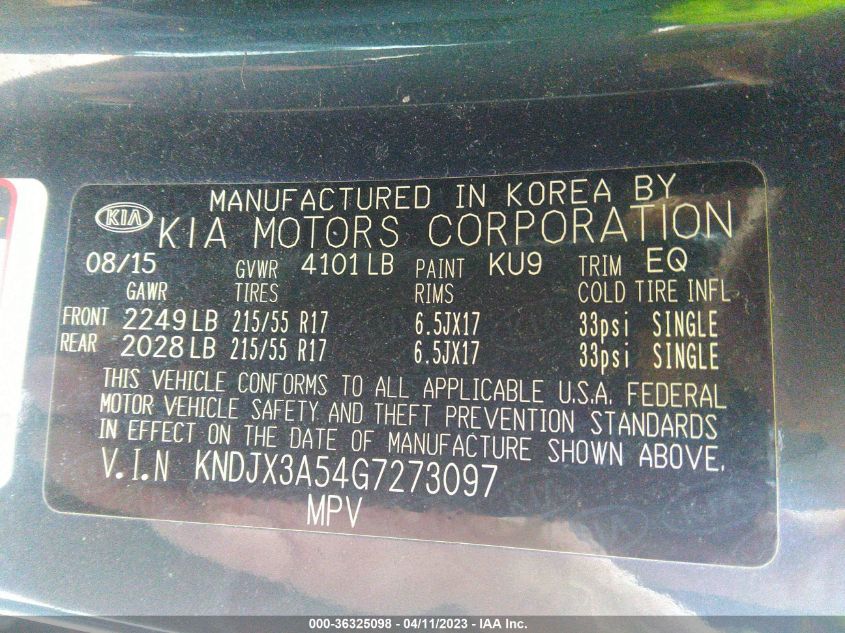 MANUFACTURED IN KOREA BY
KIA KIA MOTORS CORPORATION
08/15 GVWR 4101 LB PAINT KU9 TRIM EQ
GAWR TIRES RIMS COLD TIRE INFL
FRONT 2249 LB 215/55 R17 6.5JX17 33psi SINGLE
REAR 2028 LB 215/55 R17 6.5JX17 33psi SINGLE
THIS VEHICLE CONFORMS TO ALL APPLICABLE U.S.A. FEDERAL
MOTOR VEHICLE SAFETY AND THEFT PREVENTION STANDARDS
IN EFFECT ON THE DATE OF MANUFACTURE SHOWN ABOVE.
V.I.N KNDJX3A54G7273097
MPV
000-36325098 - 04/11/2023 - IAA Inc.